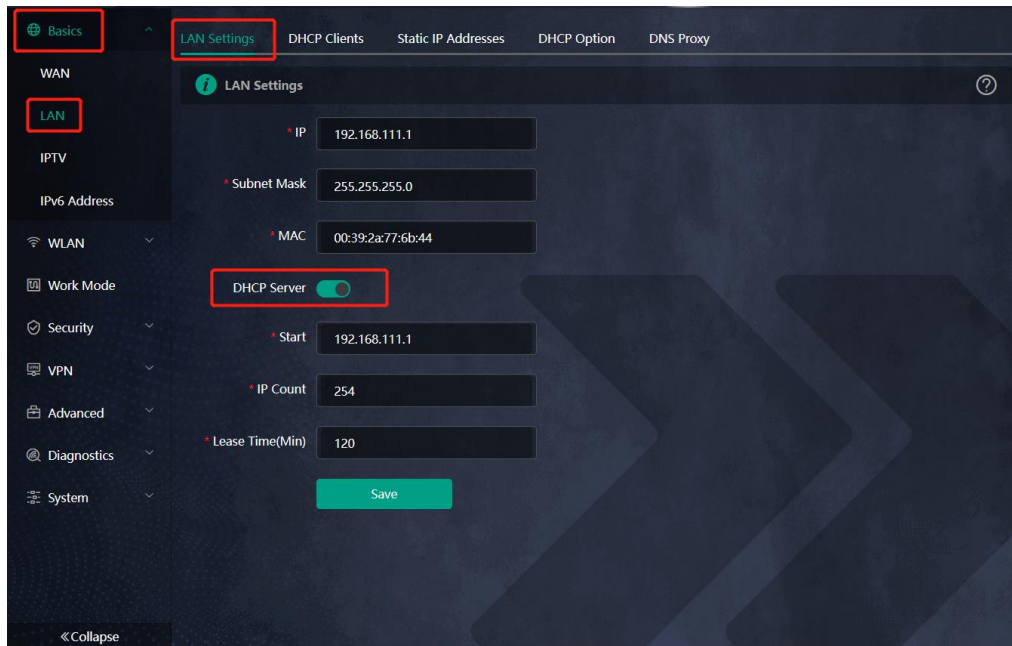 Basics
WAN
LAN
IPTV
IPv6 Address
WLAN
Work Mode
Security
VPN
Advanced
Diagnostics
System
«Collapse
LAN Settings DHCP Clients Static IP Addresses DHCP Option DNS Proxy
i LAN Settings ?
* IP 192.168.111.1
* Subnet Mask 255.255.255.0
* MAC 00:39:2a:77:6b:44
DHCP Server
* Start 192.168.111.1
* IP Count 254
* Lease Time(Min) 120
Save